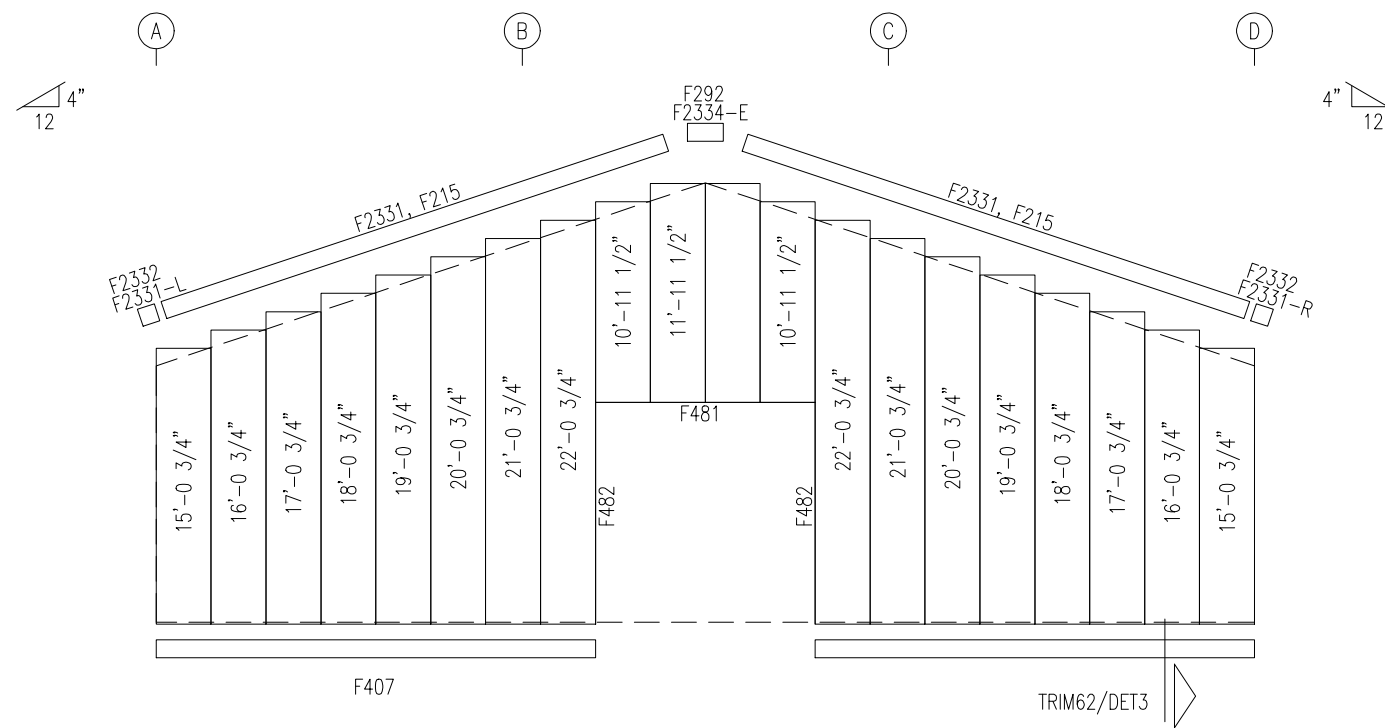 A
B
C
D
4"
12
4"
12
F292
F2334-E
F2331, F215
F2331, F215
F2332
F2331-L
F2332
F2331-R
15'-0 3/4"
16'-0 3/4"
17'-0 3/4"
18'-0 3/4"
19'-0 3/4"
20'-0 3/4"
21'-0 3/4"
22'-0 3/4"
10'-11 1/2"
11'-11 1/2"
10'-11 1/2"
22'-0 3/4"
21'-0 3/4"
20'-0 3/4"
19'-0 3/4"
18'-0 3/4"
17'-0 3/4"
16'-0 3/4"
15'-0 3/4"
F481
F482
F482
F407
TRIM62/DET3